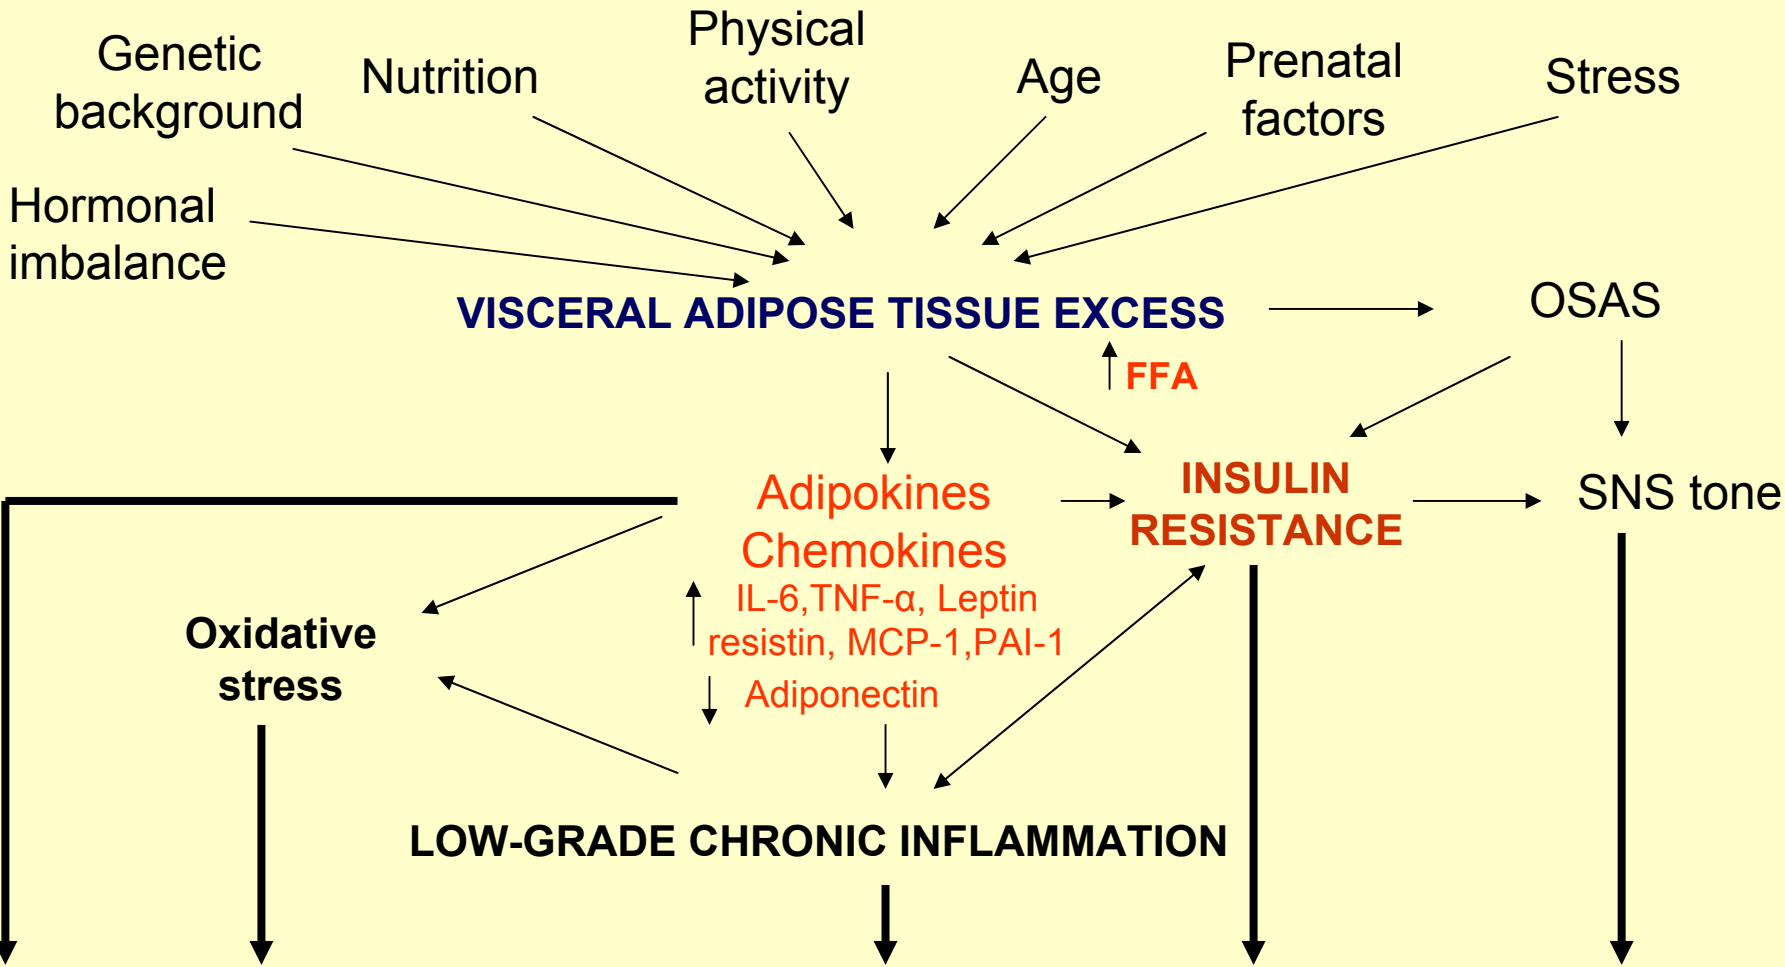 Genetic
background
Nutrition
Physical
activity
Age
Prenatal
factors
Stress
Hormonal
imbalance
VISCERAL ADIPOSE TISSUE EXCESS
OSAS
FFA
Adipokines
Chemokines
IL-6,TNF-α, Leptin
resistin, MCP-1,PAI-1
Adiponectin
INSULIN
RESISTANCE
SNS tone
Oxidative
stress
LOW-GRADE CHRONIC INFLAMMATION